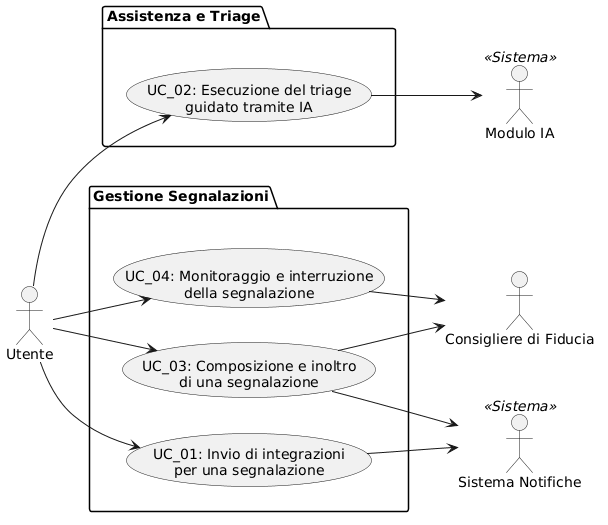 Assistenza e Triage
UC_02: Esecuzione del triage
guidato tramite IA
«Sistema»
Modulo IA
Gestione Segnalazioni
UC_04: Monitoraggio e interruzione
della segnalazione
Utente
Consigliere di Fiducia
UC_03: Composizione e inoltro
di una segnalazione
«Sistema»
UC_01: Invio di integrazioni
per una segnalazione
Sistema Notifiche